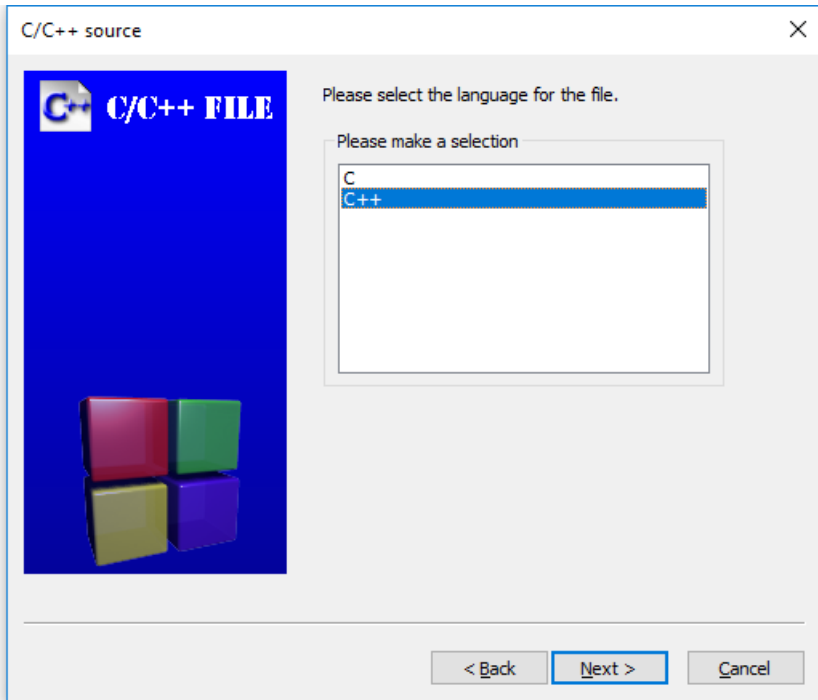 C/C++ source
C++ C/C++ FILE
Please select the language for the file.
Please make a selection
C
C++
< Back Next > Cancel